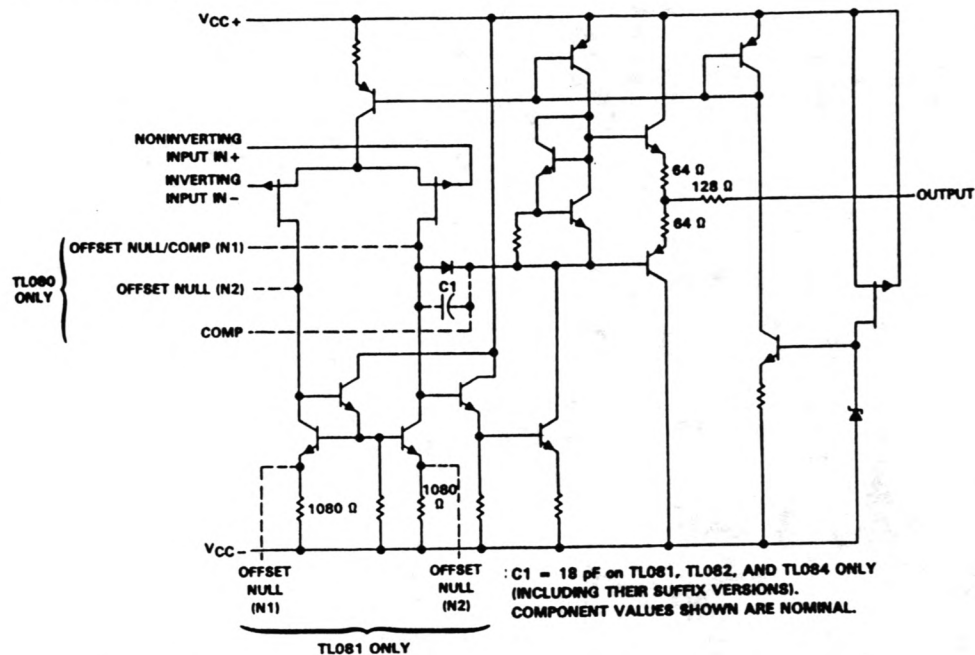 VCC+
NONINVERTING
INPUT IN+
INVERTING
INPUT IN-
64 Ω
128 Ω
OUTPUT
64 Ω
TL080
ONLY
OFFSET NULL/COMP (N1)
OFFSET NULL (N2)
C1
COMP
1080 Ω
1080
Ω
VCC-
OFFSET
NULL
(N1)
OFFSET
NULL
(N2)
TL081 ONLY
: C1 = 18 pF on TL081, TL082, AND TL084 ONLY
(INCLUDING THEIR SUFFIX VERSIONS).
COMPONENT VALUES SHOWN ARE NOMINAL.